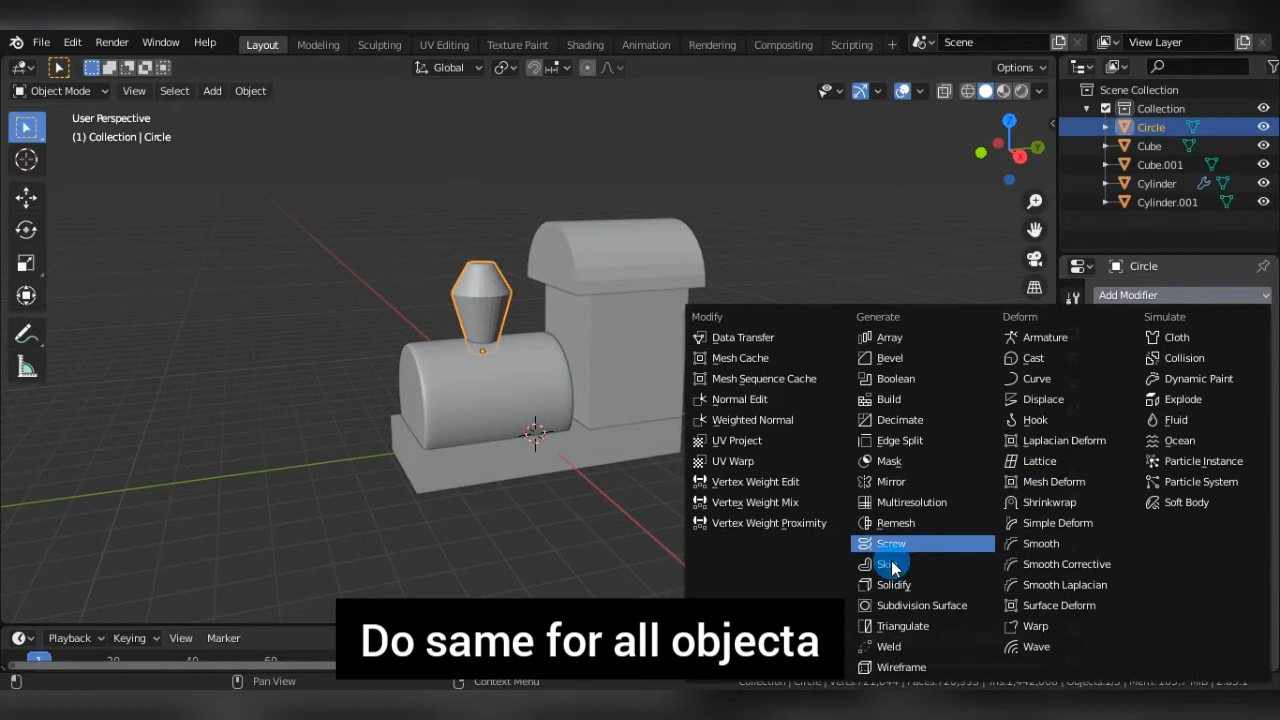 File Edit Render Window Help Layout Modeling Sculpting UV Editing Texture Paint Shading Animation Rendering Compositing Scripting + Scene View Layer
Global Options
Object Mode View Select Add Object
User Perspective
(1) Collection | Circle
Z
Y
X
Scene Collection
Collection
Circle
Cube
Cube.001
Cylinder
Cylinder.001
Circle
Add Modifier
Modify Generate Deform Simulate
Data Transfer Array Armature Cloth
Mesh Cache Bevel Cast Collision
Mesh Sequence Cache Boolean Curve Dynamic Paint
Normal Edit Build Displace Explode
Weighted Normal Decimate Hook Fluid
UV Project Edge Split Laplacian Deform Ocean
UV Warp Mask Lattice Particle Instance
Vertex Weight Edit Mirror Mesh Deform Particle System
Vertex Weight Mix Multiresolution Shrinkwrap Soft Body
Vertex Weight Proximity Remesh Simple Deform
Screw Smooth
Smooth Corrective
Solidify Smooth Laplacian
Subdivision Surface Surface Deform
Triangulate Warp
Weld Wave
Wireframe
Do same for all objecta
Playback Keying View Marker
Pan View Context Menu